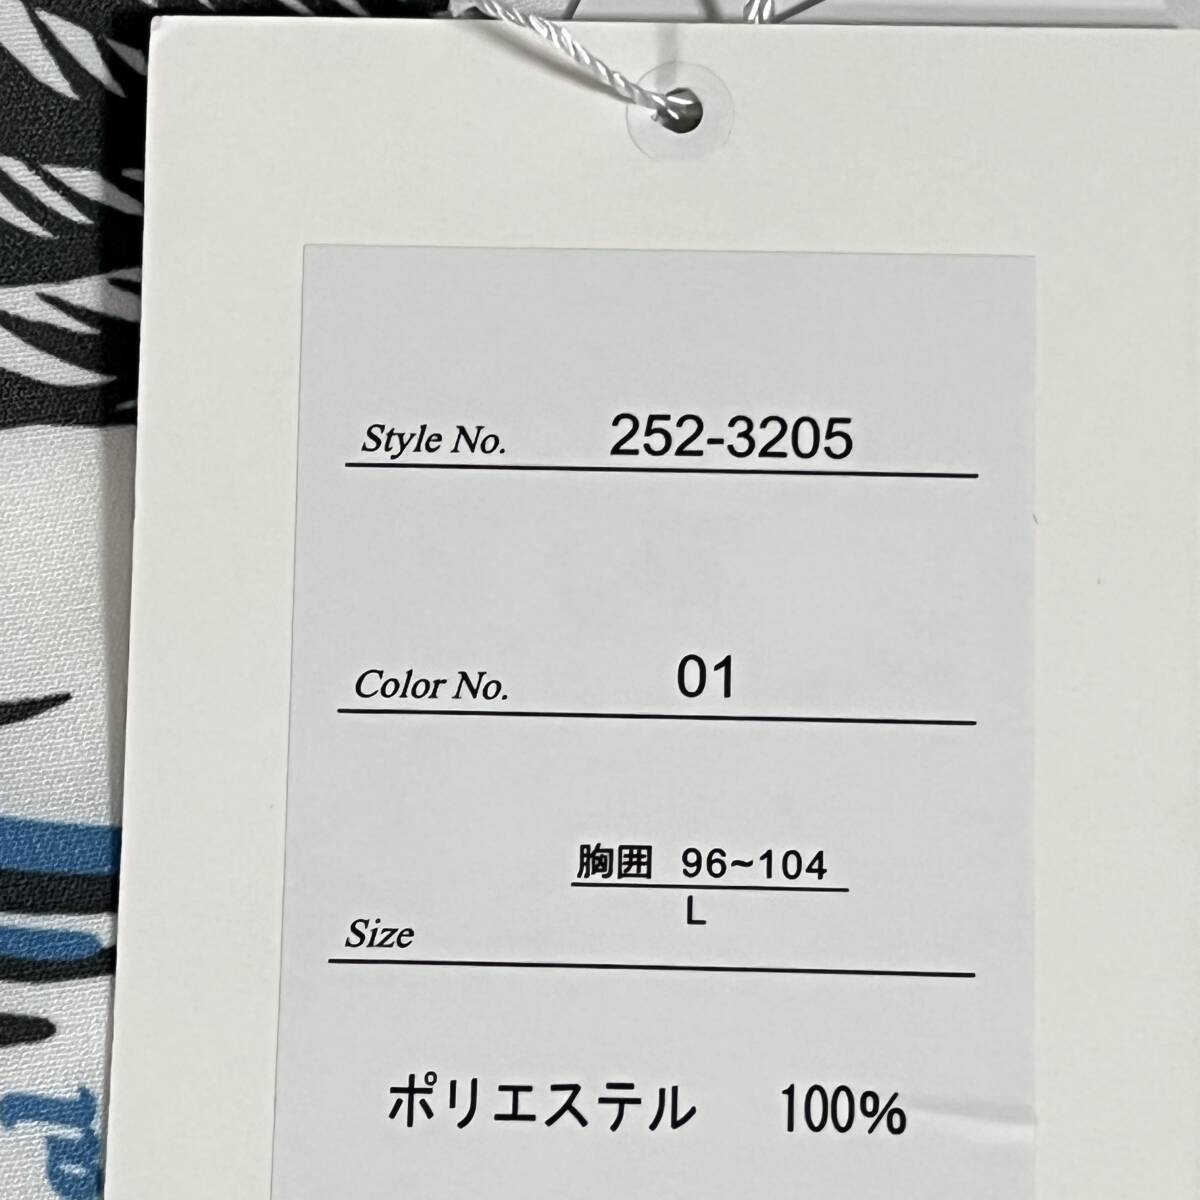 Style No. 252-3205
Color No. 01
胸囲 96~104
L
Size
ポリエステル 100%